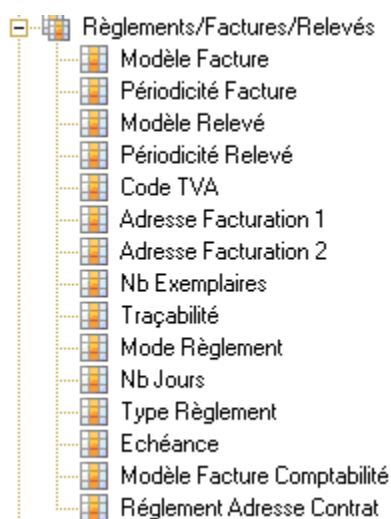 Règlements/Factures/Relevés
Modèle Facture
Périodicité Facture
Modèle Relevé
Périodicité Relevé
Code TVA
Adresse Facturation 1
Adresse Facturation 2
Nb Exemplaires
Traçabilité
Mode Règlement
Nb Jours
Type Règlement
Echéance
Modèle Facture Comptabilité
Réglement Adresse Contrat